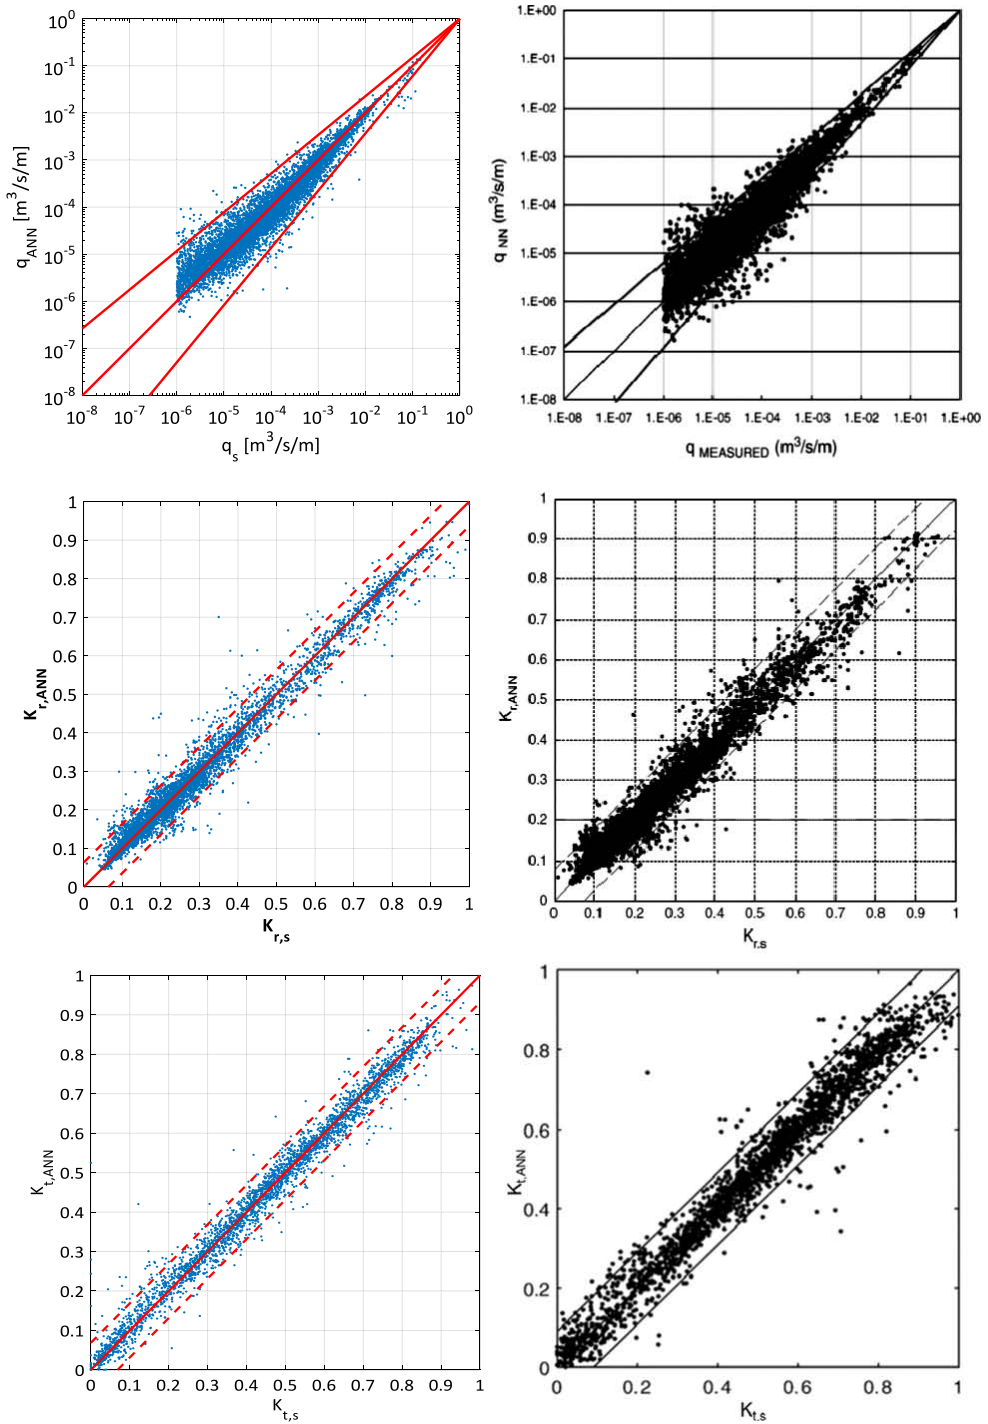 10^0
10^-1
10^-2
10^-3
10^-4
10^-5
10^-6
10^-7
10^-8
q_ANN [m^3/s/m]
10^-8 10^-7 10^-6 10^-5 10^-4 10^-3 10^-2 10^-1 10^0
q_s [m^3/s/m]
1.E+00
1.E-01
1.E-02
1.E-03
1.E-04
1.E-05
1.E-06
1.E-07
1.E-08
q NN (m^3/s/m)
1.E-08 1.E-07 1.E-06 1.E-05 1.E-04 1.E-03 1.E-02 1.E-01 1.E+00
q MEASURED (m^3/s/m)
1
0.9
0.8
0.7
0.6
0.5
0.4
0.3
0.2
0.1
0
K_r,ANN
0 0.1 0.2 0.3 0.4 0.5 0.6 0.7 0.8 0.9 1
K_r,s
1
0.9
0.8
0.7
0.6
0.5
0.4
0.3
0.2
0.1
0
K_r,ANN
0 0.1 0.2 0.3 0.4 0.5 0.6 0.7 0.8 0.9 1
K_r,s
1
0.9
0.8
0.7
0.6
0.5
0.4
0.3
0.2
0.1
0
K_t,ANN
0 0.1 0.2 0.3 0.4 0.5 0.6 0.7 0.8 0.9 1
K_t,s
1
0.8
0.6
0.4
0.2
0
K_t,ANN
0 0.2 0.4 0.6 0.8 1
K_t,s